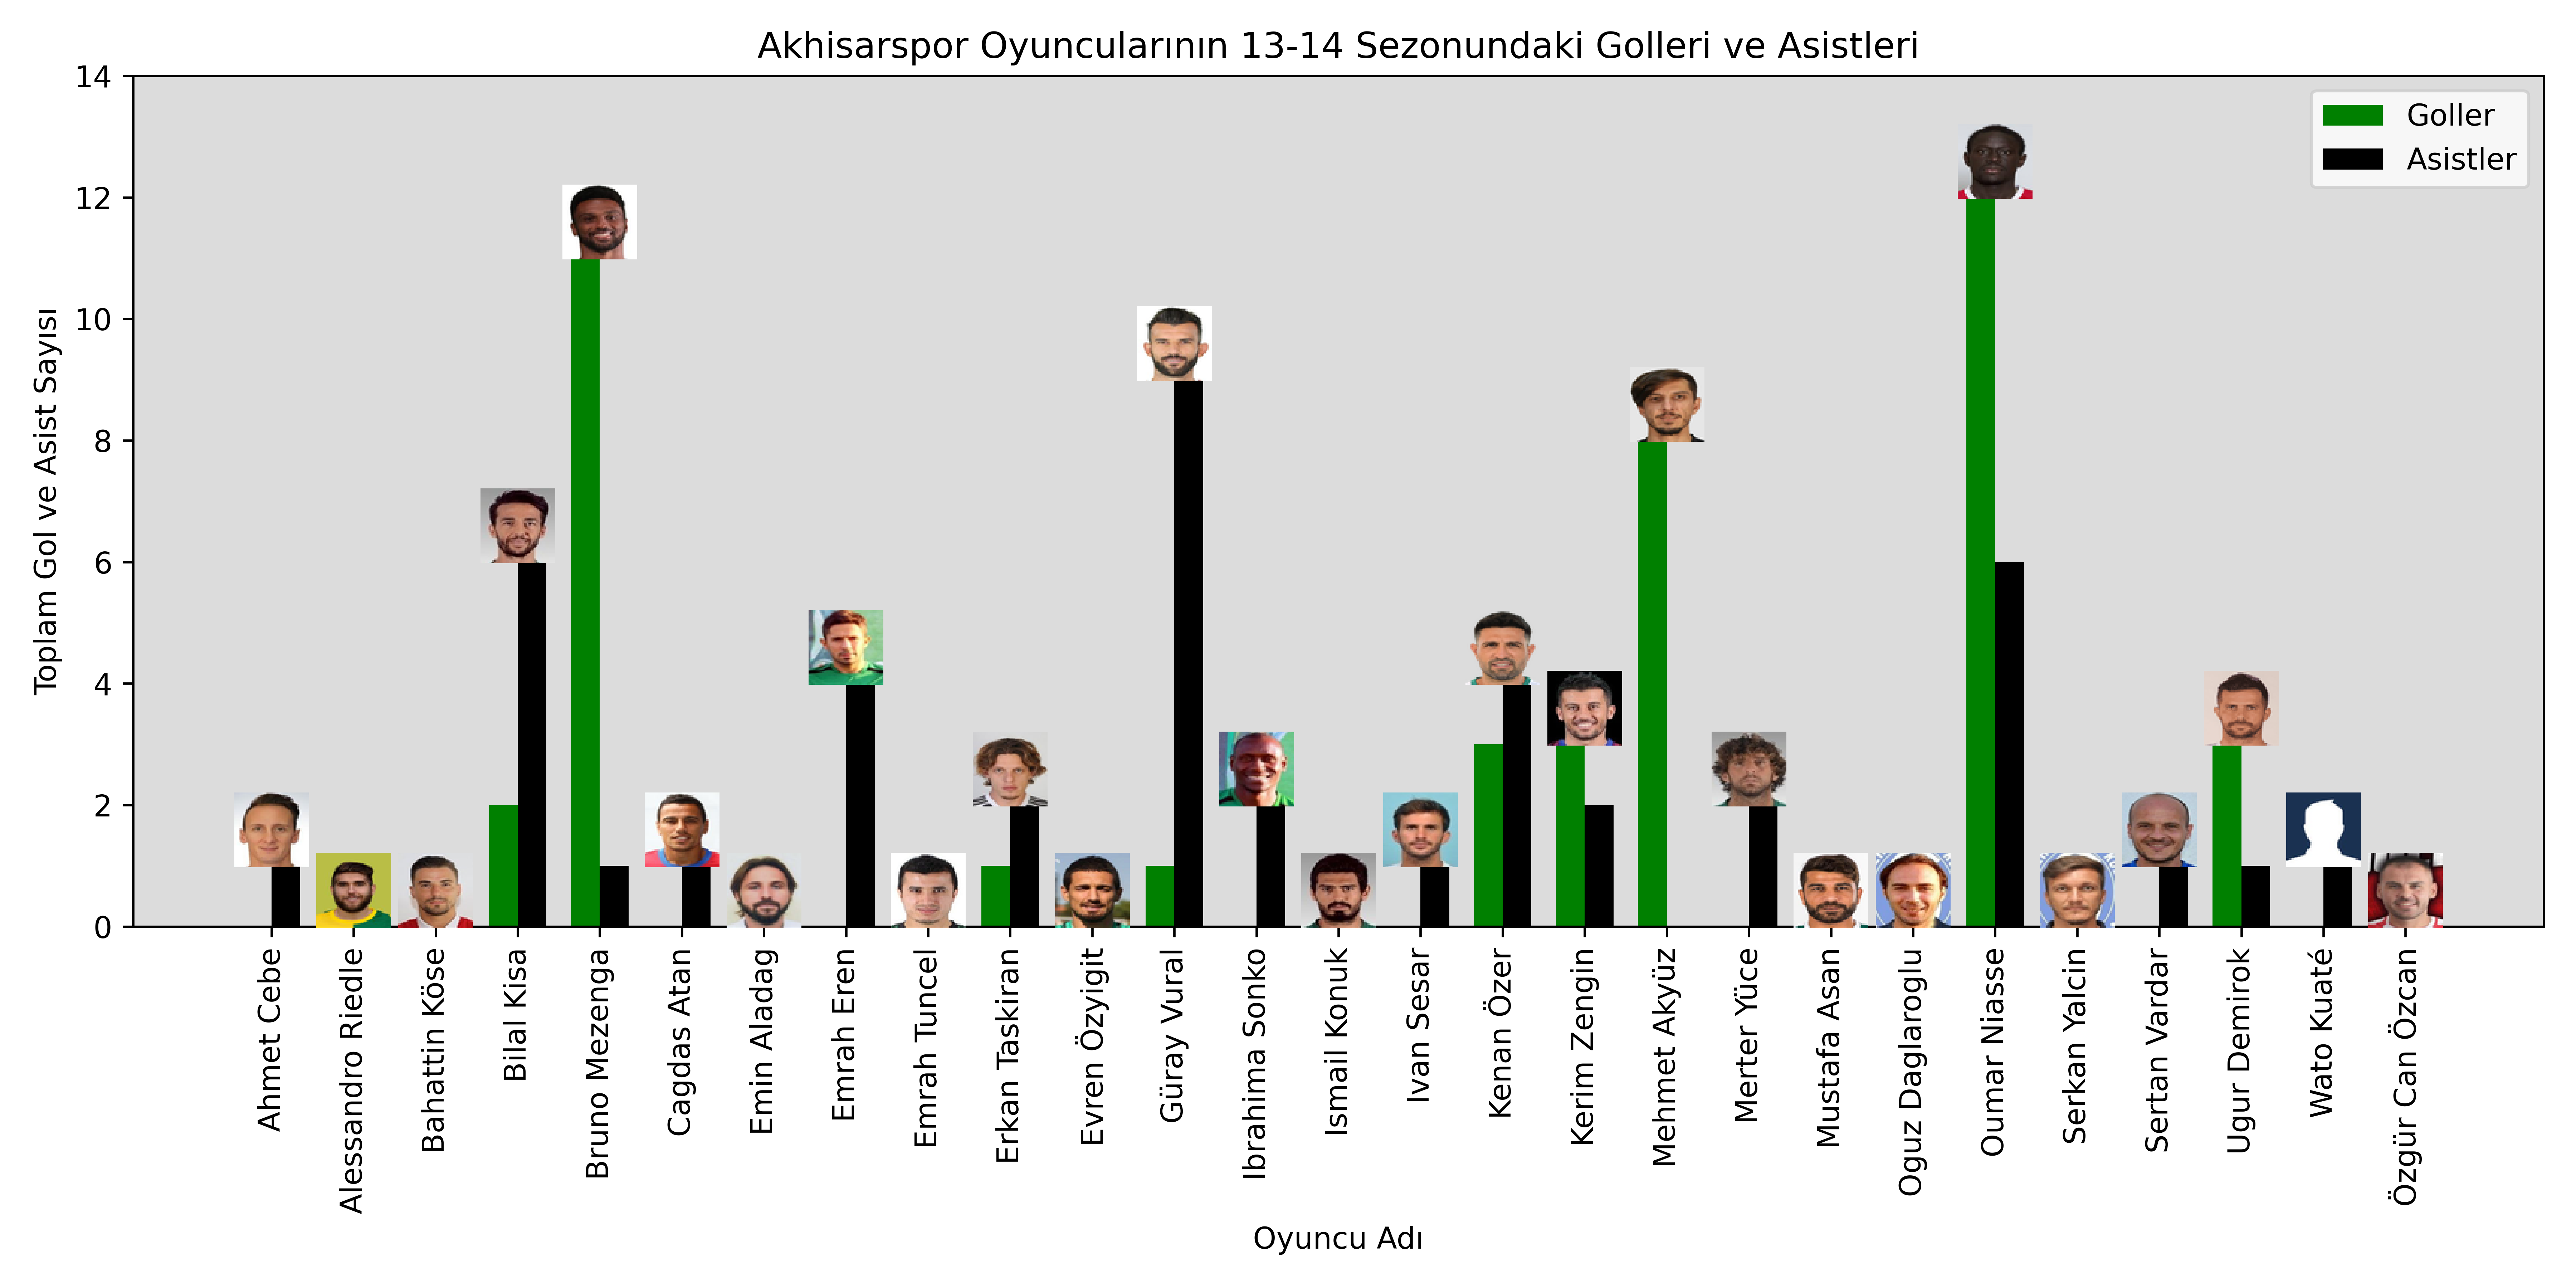 Akhisarspor Oyuncularının 13-14 Sezonundaki Golleri ve Asistleri
Goller
Asistler
Toplam Gol ve Asist Sayısı
14
12
10
8
6
4
2
0
Ahmet Cebe
Alessandro Riedle
Bahattin Köse
Bilal Kisa
Bruno Mezenga
Cagdas Atan
Emin Aladag
Emrah Eren
Emrah Tuncel
Erkan Taskiran
Evren Özyigit
Güray Vural
Ibrahima Sonko
Ismail Konuk
Ivan Sesar
Kenan Özer
Kerim Zengin
Mehmet Akyüz
Merter Yüce
Mustafa Asan
Oguz Daglaroglu
Oumar Niasse
Serkan Yalcin
Sertan Vardar
Ugur Demirok
Wato Kuaté
Özgür Can Özcan
Oyuncu Adı